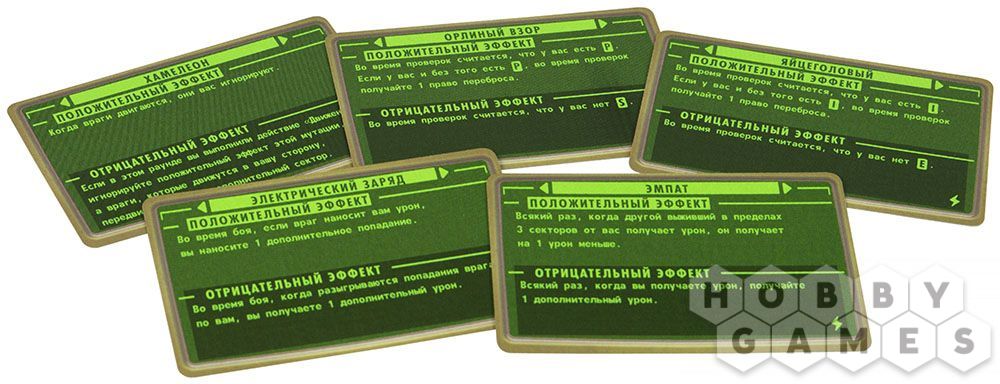 ХАМЕЛЕОН
ПОЛОЖИТЕЛЬНЫЙ ЭФФЕКТ
Когда враги двигаются, они вас игнорируют.
ОТРИЦАТЕЛЬНЫЙ ЭФФЕКТ
Если в этом раунде вы выполнили действие «Движен
игнорируйте положительный эффект этой мутации,
а враги, которые движутся в вашу сторону,
передви
полнительный сектор.
ОРЛИНЫЙ ВЗОР
ПОЛОЖИТЕЛЬНЫЙ ЭФФЕКТ
Во время проверок считается, что у вас есть P.
Если у вас и без того есть P, во время проверок
получайте 1 право переброса.
ОТРИЦАТЕЛЬНЫЙ ЭФФЕКТ
Во время проверок считается, что у вас нет S.
ЯЙЦЕГОЛОВЫЙ
ПОЛОЖИТЕЛЬНЫЙ ЭФФЕКТ
Во время проверок считается, что у вас есть I.
Если у вас и без того есть I, во время проверок
получайте 1 право переброса.
ОТРИЦАТЕЛЬНЫЙ ЭФФЕКТ
Во время проверок считается, что у вас нет E.
ЭЛЕКТРИЧЕСКИЙ ЗАРЯД
ПОЛОЖИТЕЛЬНЫЙ ЭФФЕКТ
Во время боя, если враг наносит вам урон,
вы наносите 1 дополнительное попадание.
ОТРИЦАТЕЛЬНЫЙ ЭФФЕКТ
Во время боя, когда разыгрываются попадания врага
по вам, вы получаете 1 дополнительный урон.
ЭМПАТ
ПОЛОЖИТЕЛЬНЫЙ ЭФФЕКТ
Всякий раз, когда другой выживший в пределах
3 секторов от вас получает урон, он получает
на 1 урон меньше.
ОТРИЦАТЕЛЬНЫЙ ЭФФЕКТ
Всякий раз, когда вы получаете урон, получайте
1 дополнительный урон.
HOBBY
GAMES